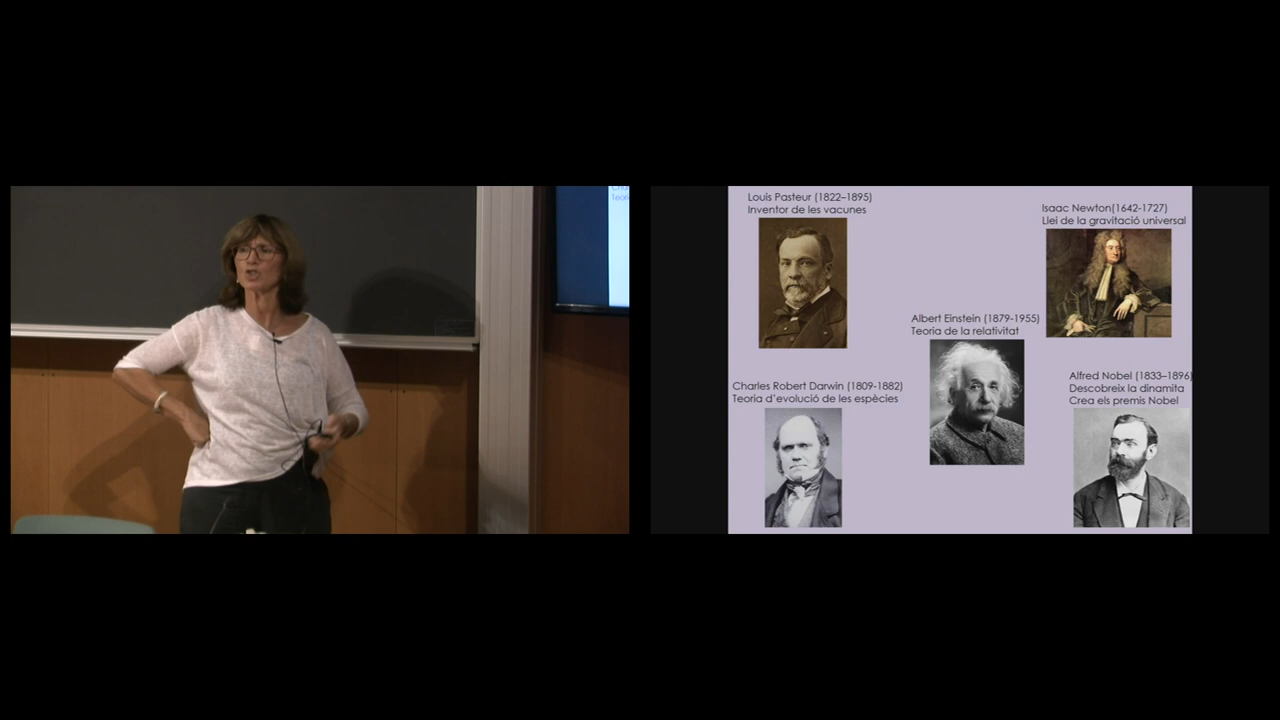 Louis Pasteur (1822–1895)
Inventor de les vacunes
Isaac Newton(1642-1727)
Llei de la gravitació universal
Albert Einstein (1879-1955)
Teoria de la relativitat
Charles Robert Darwin (1809-1882)
Teoria d'evolució de les espècies
Alfred Nobel (1833–1896)
Descobreix la dinamita
Crea els premis Nobel